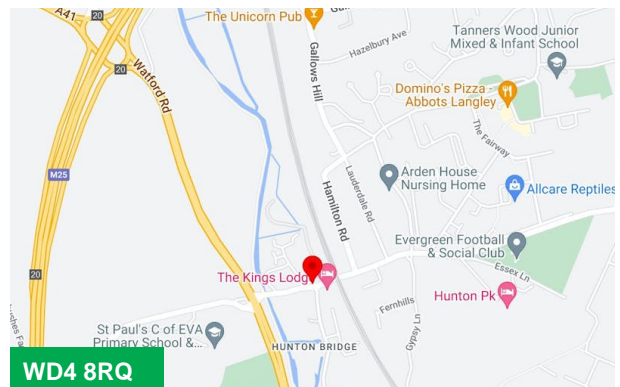 A41
20
The Unicorn Pub
Gallows Hill
Hazelbury Ave
Tanners Wood Junior
Mixed & Infant School
20
Watford Rd
Domino's Pizza -
Abbots Langley
The Fairway
M25
Arden House
Nursing Home
Lauderdale Rd
Hamilton Rd
Allcare Reptiles
20
The Kings Lodge
Evergreen Football
& Social Club
Essex Ln
Hunton Pk
Fernhills
Gypsy Ln
St Paul's C of EVA
Primary School &...
HUNTON BRIDGE
WD4 8RQ